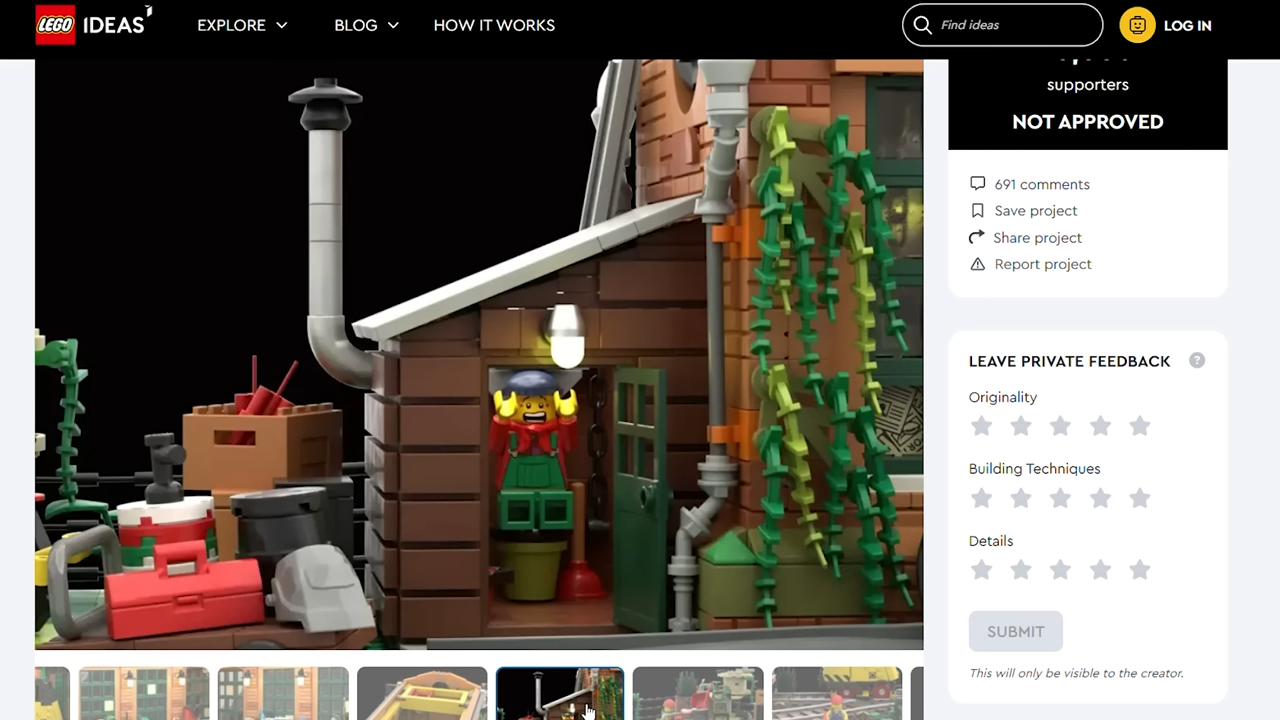 LEGO IDEAS
EXPLORE
BLOG
HOW IT WORKS
Find ideas
LOG IN
supporters
NOT APPROVED
691 comments
Save project
Share project
Report project
LEAVE PRIVATE FEEDBACK ?
Originality
Building Techniques
Details
SUBMIT
This will only be visible to the creator.